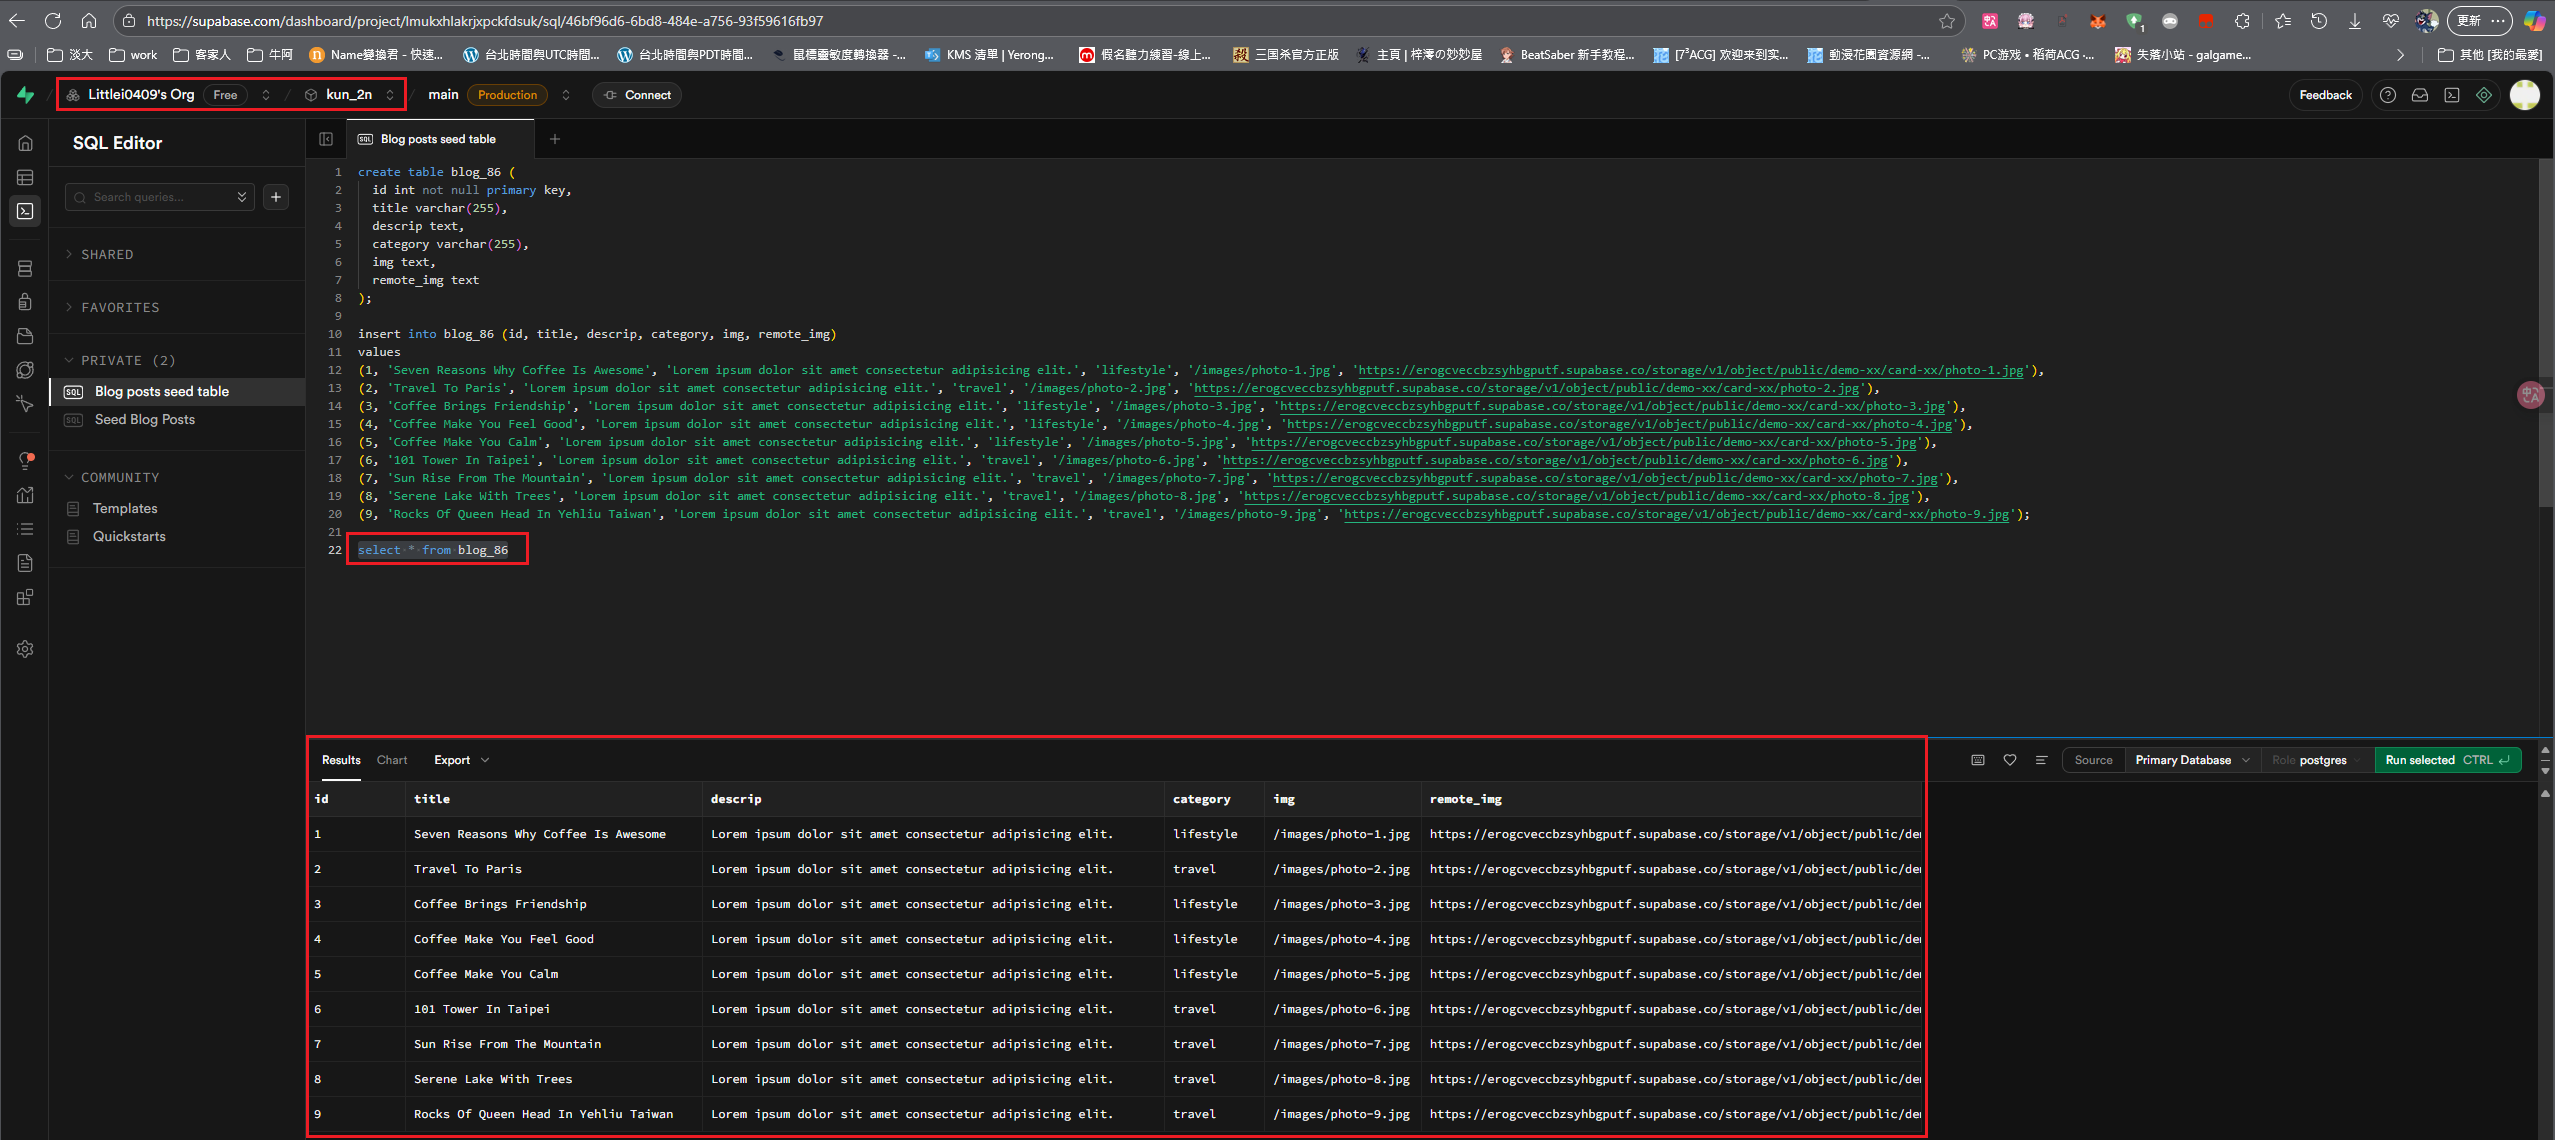 https://supabase.com/dashboard/project/lmukxhlakrjxpckfdsuk/sql/46bf96d6-6bd8-484e-a756-93f59616fb97
更新
淡大 work 客家人 牛阿 Name變換君 - 快速... 台北時間與UTC時間... 台北時間與PDT時間... 鼠標靈敏度轉換器 -... KMS 清單 | Yerong... 假名聽力練習-線上... 三国杀官方正版 主頁 | 梓澪の妙妙屋 BeatSaber 新手教程... [7³ACG] 欢迎来到实... 動漫花園資源網 -... PC游戏 • 稻荷ACG •... 失落小站 - galgame... 其他 [我的最愛]
Littlei0409's Org Free / kun_2n / main Production Connect Feedback
SQL Editor
Blog posts seed table
Search queries...
SHARED
FAVORITES
PRIVATE (2)
SQL Blog posts seed table
SQL Seed Blog Posts
COMMUNITY
Templates
Quickstarts
1 create table blog_86 (
2 id int not null primary key,
3 title varchar(255),
4 descrip text,
5 category varchar(255),
6 img text,
7 remote_img text
8 );
9
10 insert into blog_86 (id, title, descrip, category, img, remote_img)
11 values
12 (1, 'Seven Reasons Why Coffee Is Awesome', 'Lorem ipsum dolor sit amet consectetur adipisicing elit.', 'lifestyle', '/images/photo-1.jpg', 'https://erogcveccbzsyhbgputf.supabase.co/storage/v1/object/public/demo-xx/card-xx/photo-1.jpg'),
13 (2, 'Travel To Paris', 'Lorem ipsum dolor sit amet consectetur adipisicing elit.', 'travel', '/images/photo-2.jpg', 'https://erogcveccbzsyhbgputf.supabase.co/storage/v1/object/public/demo-xx/card-xx/photo-2.jpg'),
14 (3, 'Coffee Brings Friendship', 'Lorem ipsum dolor sit amet consectetur adipisicing elit.', 'lifestyle', '/images/photo-3.jpg', 'https://erogcveccbzsyhbgputf.supabase.co/storage/v1/object/public/demo-xx/card-xx/photo-3.jpg'),
15 (4, 'Coffee Make You Feel Good', 'Lorem ipsum dolor sit amet consectetur adipisicing elit.', 'lifestyle', '/images/photo-4.jpg', 'https://erogcveccbzsyhbgputf.supabase.co/storage/v1/object/public/demo-xx/card-xx/photo-4.jpg'),
16 (5, 'Coffee Make You Calm', 'Lorem ipsum dolor sit amet consectetur adipisicing elit.', 'lifestyle', '/images/photo-5.jpg', 'https://erogcveccbzsyhbgputf.supabase.co/storage/v1/object/public/demo-xx/card-xx/photo-5.jpg'),
17 (6, '101 Tower In Taipei', 'Lorem ipsum dolor sit amet consectetur adipisicing elit.', 'travel', '/images/photo-6.jpg', 'https://erogcveccbzsyhbgputf.supabase.co/storage/v1/object/public/demo-xx/card-xx/photo-6.jpg'),
18 (7, 'Sun Rise From The Mountain', 'Lorem ipsum dolor sit amet consectetur adipisicing elit.', 'travel', '/images/photo-7.jpg', 'https://erogcveccbzsyhbgputf.supabase.co/storage/v1/object/public/demo-xx/card-xx/photo-7.jpg'),
19 (8, 'Serene Lake With Trees', 'Lorem ipsum dolor sit amet consectetur adipisicing elit.', 'travel', '/images/photo-8.jpg', 'https://erogcveccbzsyhbgputf.supabase.co/storage/v1/object/public/demo-xx/card-xx/photo-8.jpg'),
20 (9, 'Rocks Of Queen Head In Yehliu Taiwan', 'Lorem ipsum dolor sit amet consectetur adipisicing elit.', 'travel', '/images/photo-9.jpg', 'https://erogcveccbzsyhbgputf.supabase.co/storage/v1/object/public/demo-xx/card-xx/photo-9.jpg');
21
22 select * from blog_86
Results Chart Export Source Primary Database Role postgres Run selected CTRL
id title descrip category img remote_img
1 Seven Reasons Why Coffee Is Awesome Lorem ipsum dolor sit amet consectetur adipisicing elit. lifestyle /images/photo-1.jpg https://erogcveccbzsyhbgputf.supabase.co/storage/v1/object/public/de
2 Travel To Paris Lorem ipsum dolor sit amet consectetur adipisicing elit. travel /images/photo-2.jpg https://erogcveccbzsyhbgputf.supabase.co/storage/v1/object/public/de
3 Coffee Brings Friendship Lorem ipsum dolor sit amet consectetur adipisicing elit. lifestyle /images/photo-3.jpg https://erogcveccbzsyhbgputf.supabase.co/storage/v1/object/public/de
4 Coffee Make You Feel Good Lorem ipsum dolor sit amet consectetur adipisicing elit. lifestyle /images/photo-4.jpg https://erogcveccbzsyhbgputf.supabase.co/storage/v1/object/public/de
5 Coffee Make You Calm Lorem ipsum dolor sit amet consectetur adipisicing elit. lifestyle /images/photo-5.jpg https://erogcveccbzsyhbgputf.supabase.co/storage/v1/object/public/de
6 101 Tower In Taipei Lorem ipsum dolor sit amet consectetur adipisicing elit. travel /images/photo-6.jpg https://erogcveccbzsyhbgputf.supabase.co/storage/v1/object/public/de
7 Sun Rise From The Mountain Lorem ipsum dolor sit amet consectetur adipisicing elit. travel /images/photo-7.jpg https://erogcveccbzsyhbgputf.supabase.co/storage/v1/object/public/de
8 Serene Lake With Trees Lorem ipsum dolor sit amet consectetur adipisicing elit. travel /images/photo-8.jpg https://erogcveccbzsyhbgputf.supabase.co/storage/v1/object/public/de
9 Rocks Of Queen Head In Yehliu Taiwan Lorem ipsum dolor sit amet consectetur adipisicing elit. travel /images/photo-9.jpg https://erogcveccbzsyhbgputf.supabase.co/storage/v1/object/public/de